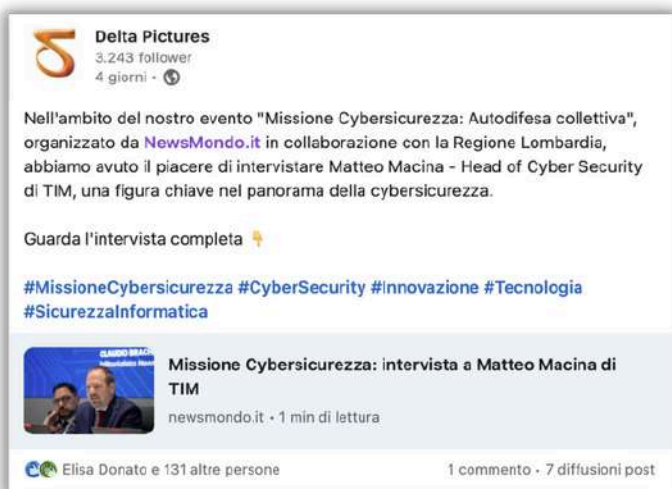 Delta Pictures
3.243 follower
4 giorni •
Nell'ambito del nostro evento "Missione Cybersicurezza: Autodifesa collettiva",
organizzato da NewsMondo.it in collaborazione con la Regione Lombardia,
abbiamo avuto il piacere di intervistare Matteo Macina - Head of Cyber Security
di TIM, una figura chiave nel panorama della cybersicurezza.
Guarda l'intervista completa 👇
#MissioneCybersicurezza #CyberSecurity #Innovazione #Tecnologia
#SicurezzaInformatica
CLAUDIO
Missione Cybersicurezza: intervista a Matteo Macina di
TIM
newsmondo.it • 1 min di lettura
Elisa Donato e 131 altre persone
1 commento • 7 diffusioni post